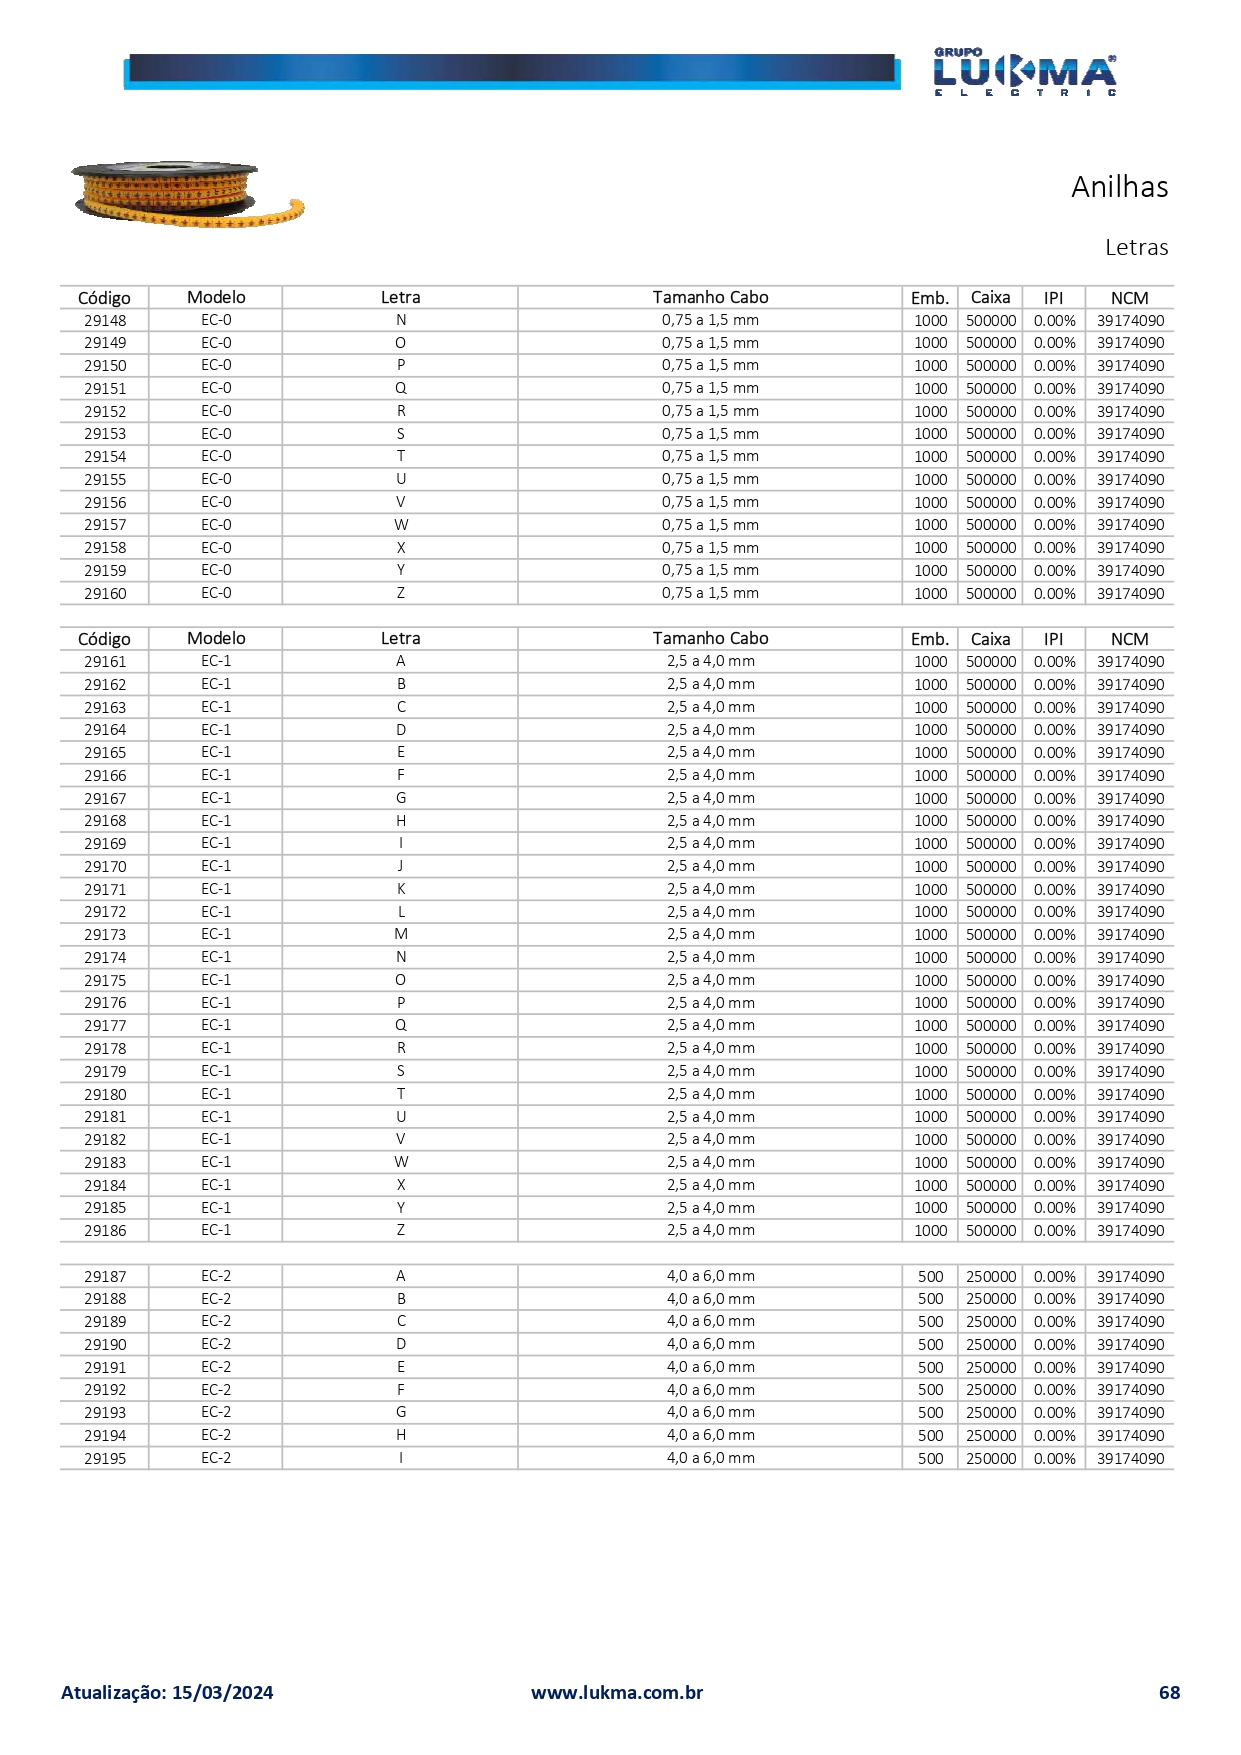 GRUPO
LUKMA®
ELECTRIC
Anilhas
Letras
Código Modelo Letra Tamanho Cabo Emb. Caixa IPI NCM
29148 EC-0 N 0,75 a 1,5 mm 1000 500000 0.00% 39174090
29149 EC-0 O 0,75 a 1,5 mm 1000 500000 0.00% 39174090
29150 EC-0 P 0,75 a 1,5 mm 1000 500000 0.00% 39174090
29151 EC-0 Q 0,75 a 1,5 mm 1000 500000 0.00% 39174090
29152 EC-0 R 0,75 a 1,5 mm 1000 500000 0.00% 39174090
29153 EC-0 S 0,75 a 1,5 mm 1000 500000 0.00% 39174090
29154 EC-0 T 0,75 a 1,5 mm 1000 500000 0.00% 39174090
29155 EC-0 U 0,75 a 1,5 mm 1000 500000 0.00% 39174090
29156 EC-0 V 0,75 a 1,5 mm 1000 500000 0.00% 39174090
29157 EC-0 W 0,75 a 1,5 mm 1000 500000 0.00% 39174090
29158 EC-0 X 0,75 a 1,5 mm 1000 500000 0.00% 39174090
29159 EC-0 Y 0,75 a 1,5 mm 1000 500000 0.00% 39174090
29160 EC-0 Z 0,75 a 1,5 mm 1000 500000 0.00% 39174090
Código Modelo Letra Tamanho Cabo Emb. Caixa IPI NCM
29161 EC-1 A 2,5 a 4,0 mm 1000 500000 0.00% 39174090
29162 EC-1 B 2,5 a 4,0 mm 1000 500000 0.00% 39174090
29163 EC-1 C 2,5 a 4,0 mm 1000 500000 0.00% 39174090
29164 EC-1 D 2,5 a 4,0 mm 1000 500000 0.00% 39174090
29165 EC-1 E 2,5 a 4,0 mm 1000 500000 0.00% 39174090
29166 EC-1 F 2,5 a 4,0 mm 1000 500000 0.00% 39174090
29167 EC-1 G 2,5 a 4,0 mm 1000 500000 0.00% 39174090
29168 EC-1 H 2,5 a 4,0 mm 1000 500000 0.00% 39174090
29169 EC-1 I 2,5 a 4,0 mm 1000 500000 0.00% 39174090
29170 EC-1 J 2,5 a 4,0 mm 1000 500000 0.00% 39174090
29171 EC-1 K 2,5 a 4,0 mm 1000 500000 0.00% 39174090
29172 EC-1 L 2,5 a 4,0 mm 1000 500000 0.00% 39174090
29173 EC-1 M 2,5 a 4,0 mm 1000 500000 0.00% 39174090
29174 EC-1 N 2,5 a 4,0 mm 1000 500000 0.00% 39174090
29175 EC-1 O 2,5 a 4,0 mm 1000 500000 0.00% 39174090
29176 EC-1 P 2,5 a 4,0 mm 1000 500000 0.00% 39174090
29177 EC-1 Q 2,5 a 4,0 mm 1000 500000 0.00% 39174090
29178 EC-1 R 2,5 a 4,0 mm 1000 500000 0.00% 39174090
29179 EC-1 S 2,5 a 4,0 mm 1000 500000 0.00% 39174090
29180 EC-1 T 2,5 a 4,0 mm 1000 500000 0.00% 39174090
29181 EC-1 U 2,5 a 4,0 mm 1000 500000 0.00% 39174090
29182 EC-1 V 2,5 a 4,0 mm 1000 500000 0.00% 39174090
29183 EC-1 W 2,5 a 4,0 mm 1000 500000 0.00% 39174090
29184 EC-1 X 2,5 a 4,0 mm 1000 500000 0.00% 39174090
29185 EC-1 Y 2,5 a 4,0 mm 1000 500000 0.00% 39174090
29186 EC-1 Z 2,5 a 4,0 mm 1000 500000 0.00% 39174090
29187 EC-2 A 4,0 a 6,0 mm 500 250000 0.00% 39174090
29188 EC-2 B 4,0 a 6,0 mm 500 250000 0.00% 39174090
29189 EC-2 C 4,0 a 6,0 mm 500 250000 0.00% 39174090
29190 EC-2 D 4,0 a 6,0 mm 500 250000 0.00% 39174090
29191 EC-2 E 4,0 a 6,0 mm 500 250000 0.00% 39174090
29192 EC-2 F 4,0 a 6,0 mm 500 250000 0.00% 39174090
29193 EC-2 G 4,0 a 6,0 mm 500 250000 0.00% 39174090
29194 EC-2 H 4,0 a 6,0 mm 500 250000 0.00% 39174090
29195 EC-2 I 4,0 a 6,0 mm 500 250000 0.00% 39174090
Atualização: 15/03/2024 www.lukma.com.br 68